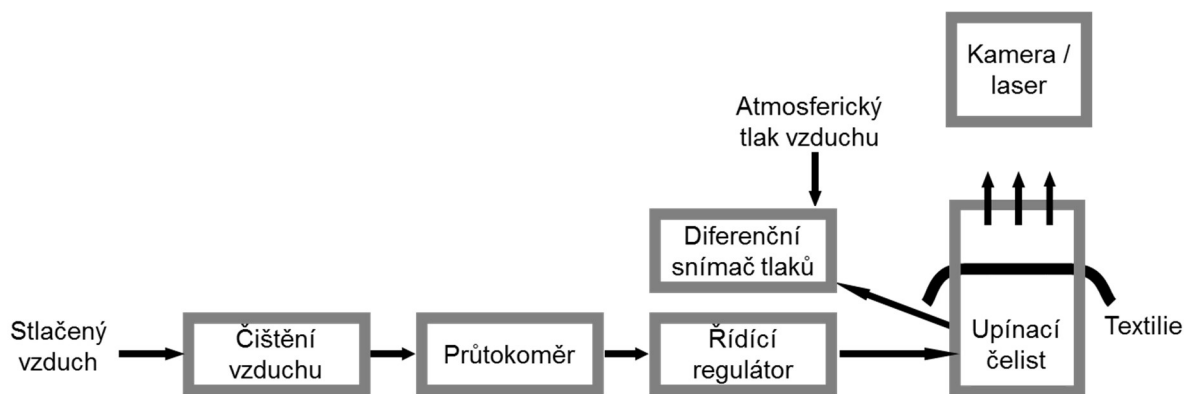 Kamera /
laser
Atmosferický
tlak vzduchu
Diferenční
snímač tlaků
Stlačený
vzduch
Čištění
vzduchu
Průtokoměr
Řídící
regulátor
Upínací
čelist
Textilie